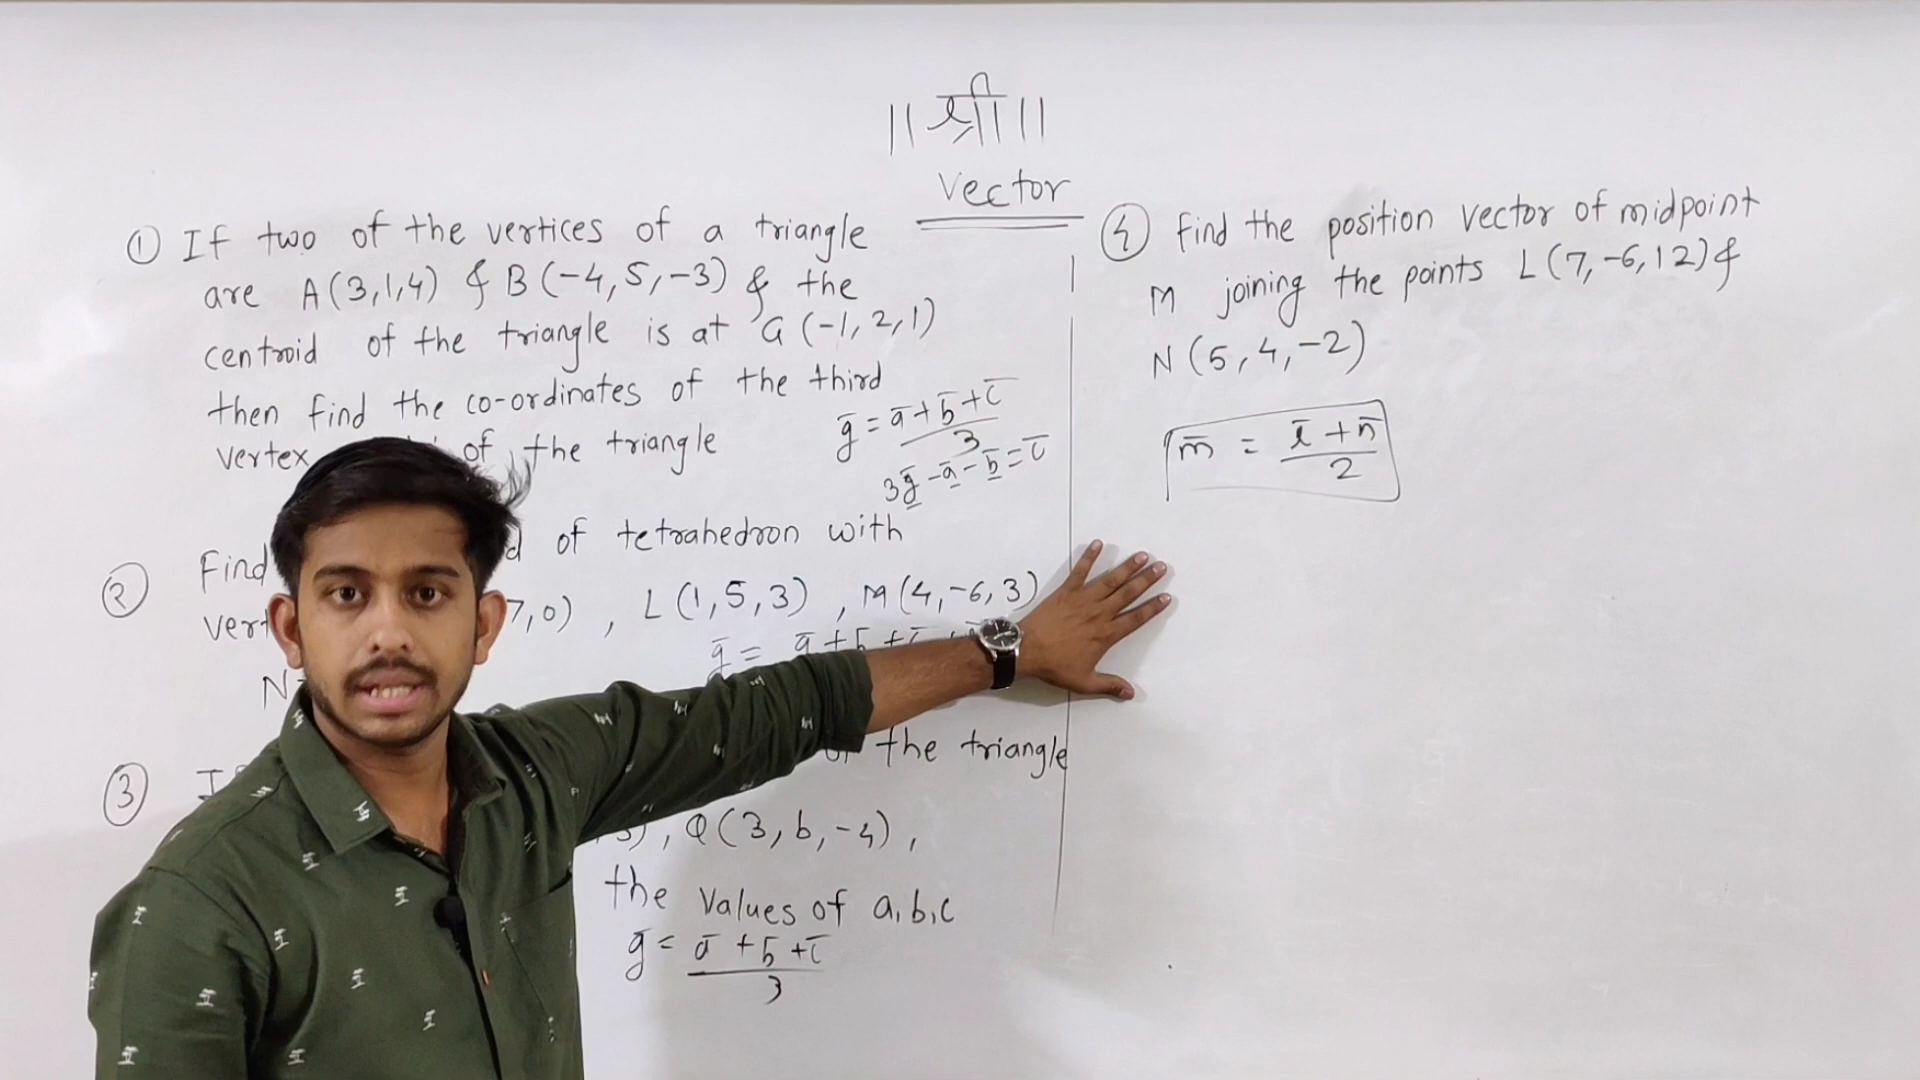 ॥ श्री ॥
Vector
① If two of the vertices of a triangle
are A(3,1,4) & B(-4,5,-3) & the
centroid of the triangle is at G(-1,2,1)
then find the co-ordinates of the third
vertex of the triangle
ḡ = ā+b̄+c̄ / 3
3ḡ-ā-b̄=c̄
② Find of tetrahedron with
7,0) , L(1,5,3) , M(4,-6,3)
N
③
the triangle
, Q(3,b,-4),
the values of a,b,c
ḡ = ā+b̄+c̄ / 3
④ Find the position vector of midpoint
M joining the points L(7,-6,12)&
N(5,4,-2)
m̄ = l̄+n̄ / 2